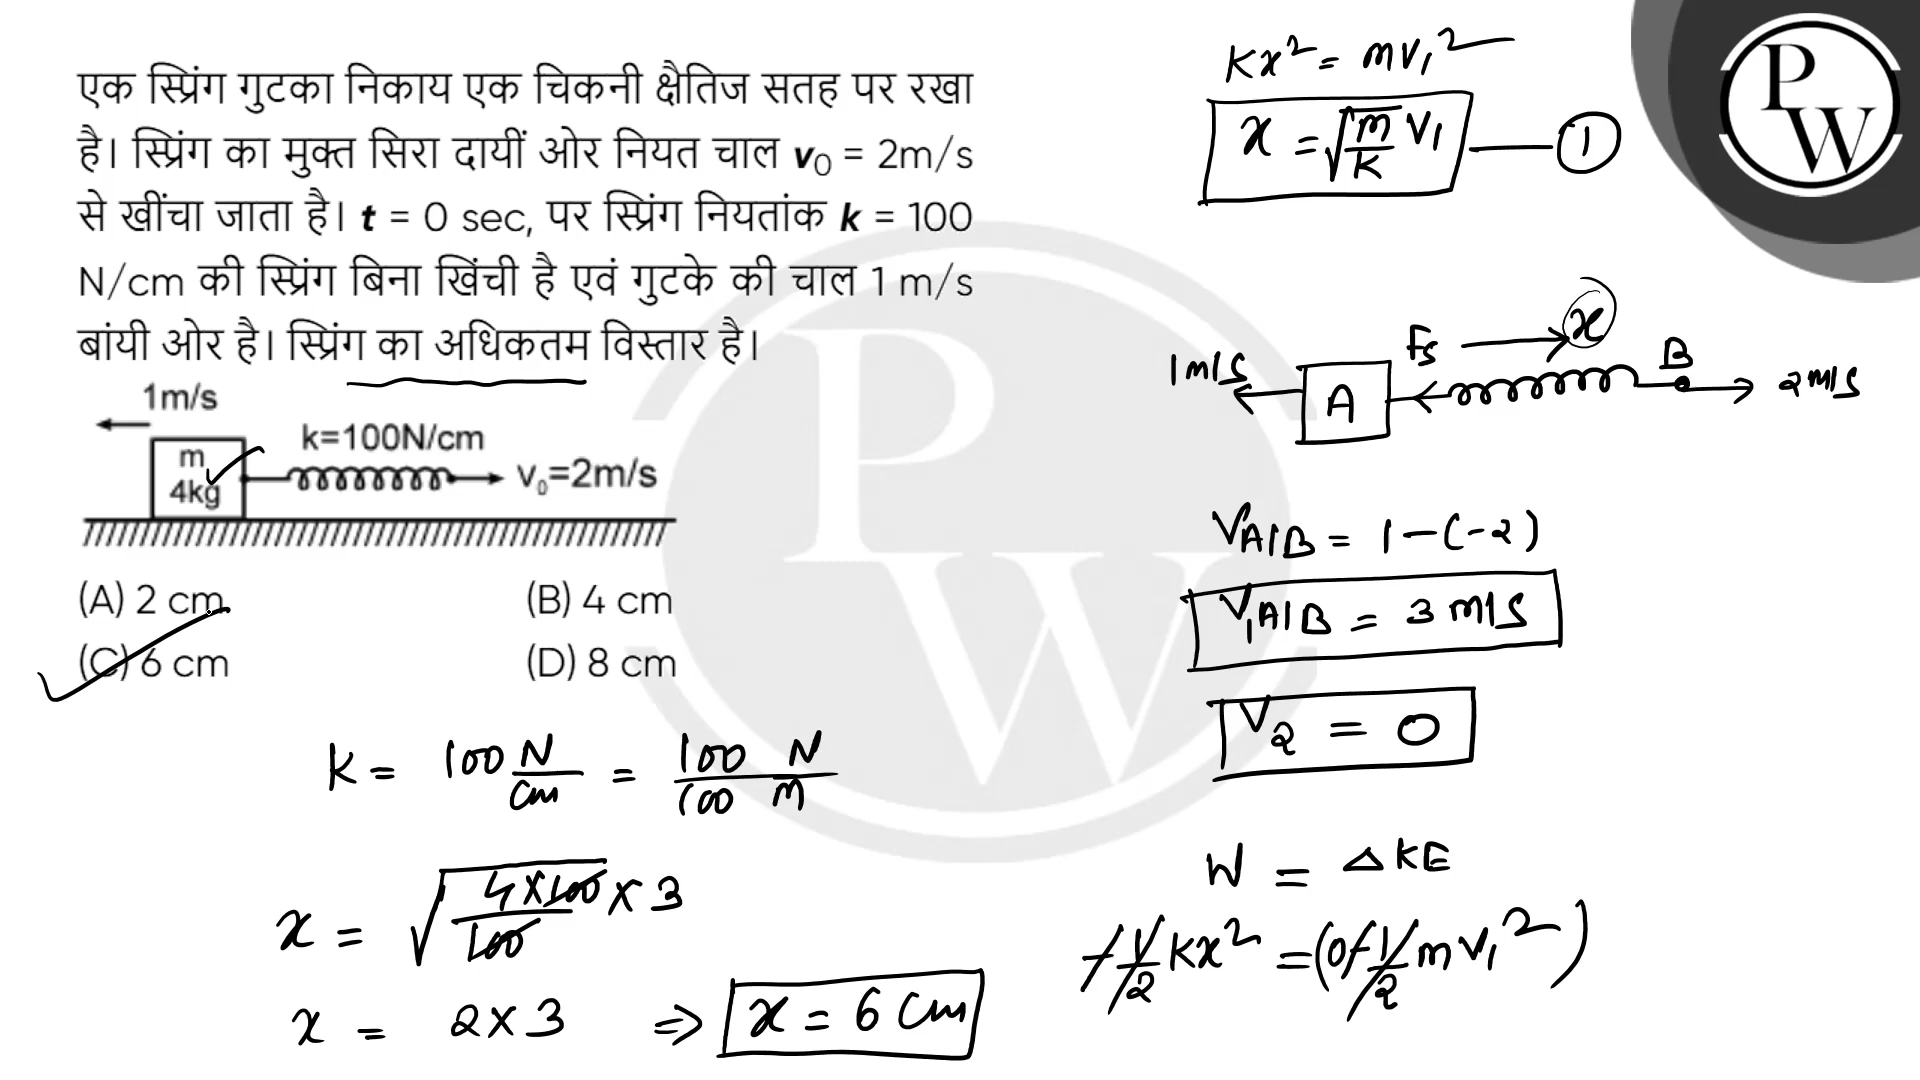 एक स्प्रिंग गुटका निकाय एक चिकनी क्षैतिज सतह पर रखा
है। स्प्रिंग का मुक्त सिरा दायीं ओर नियत चाल v₀ = 2m/s
से खींचा जाता है। t = 0 sec, पर स्प्रिंग नियतांक k = 100
N/cm की स्प्रिंग बिना खिंची है एवं गुटके की चाल 1 m/s
बांयी ओर है। स्प्रिंग का अधिकतम विस्तार है।
1m/s
m
4kg
k=100N/cm
v₀=2m/s
(A) 2 cm
(B) 4 cm
(C) 6 cm
(D) 8 cm
K = 100 N/cm = 100 N / 100 m
x = √(4×100/100) × 3
x = 2×3 ⇒ x = 6 cm
Kx² = mv₁²
x = √(m/K) v₁ — ①
1m/s
A
Fs
x
B
2m/s
V A/B = 1-(-2)
V₁ A/B = 3 m/s
V₂ = 0
W = ΔKE
-1/2 Kx² = (0-1/2 mv₁²)
P
W
P
W